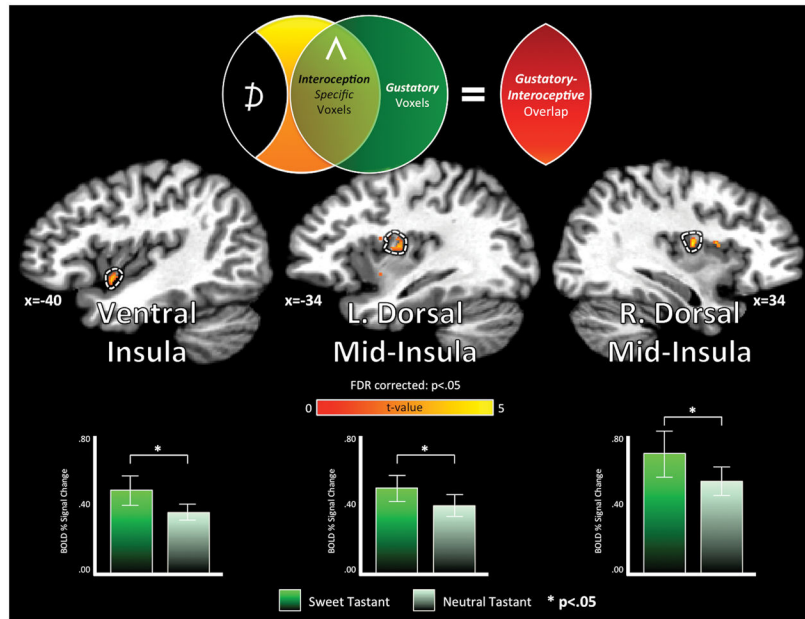 Interoception
Specific
Voxels
Gustatory
Voxels
=
Gustatory-
Interoceptive
Overlap
x=-40
Ventral
Insula
x=-34
L. Dorsal
Mid-Insula
R. Dorsal
Mid-Insula
x=34
FDR corrected: p<.05
0 t-value 5
BOLD % Signal Change
.80
.40
.00
*
BOLD % Signal Change
.80
.40
.00
*
BOLD % Signal Change
.80
.40
.00
*
Sweet Tastant Neutral Tastant * p<.05